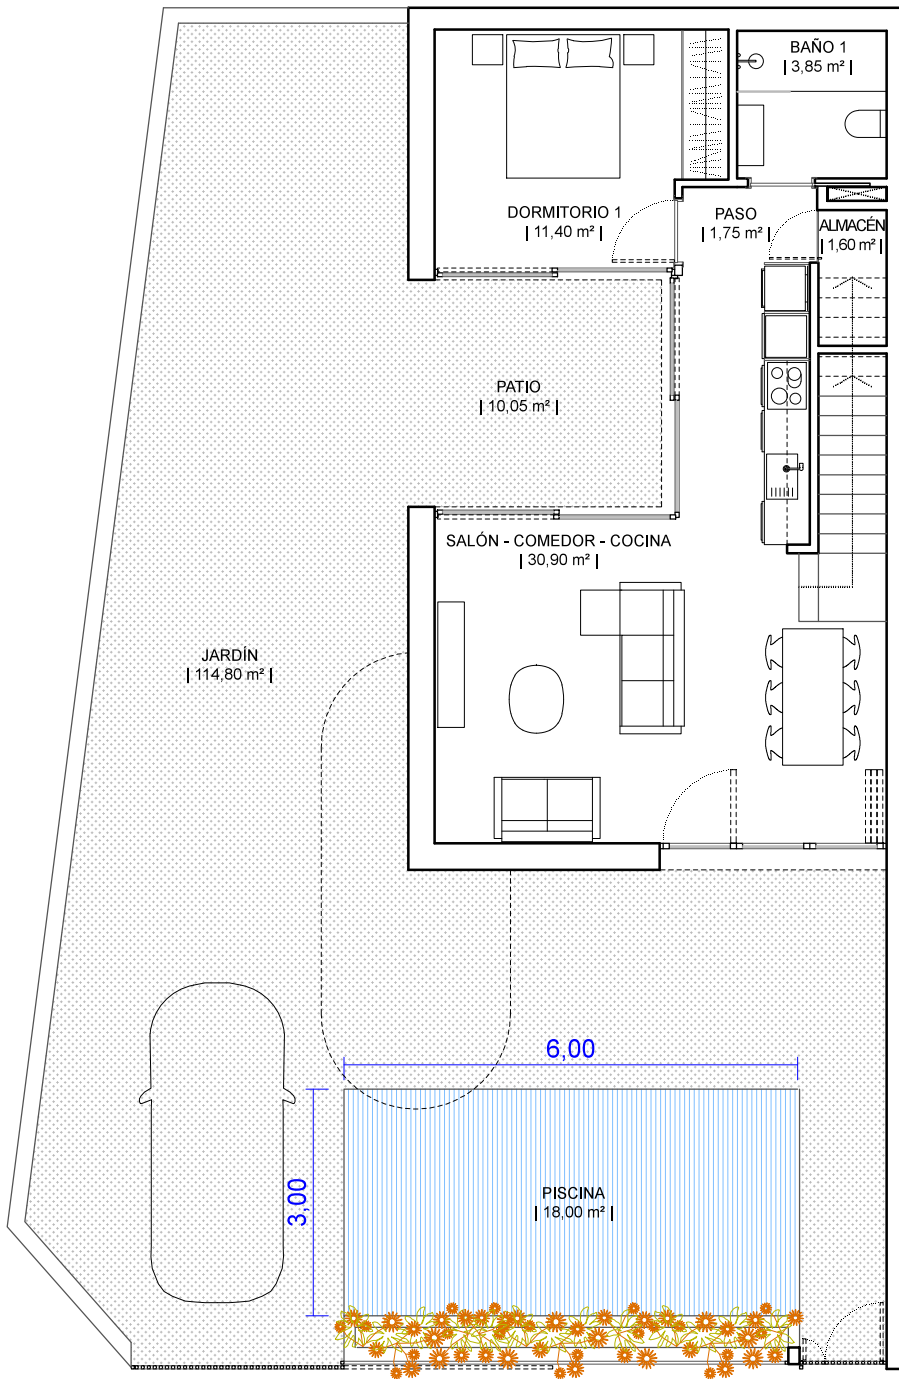 BAÑO 1
| 3,85 m² |
DORMITORIO 1
| 11,40 m² |
PASO
| 1,75 m² |
ALMACÉN
| 1,60 m² |
PATIO
| 10,05 m² |
SALÓN - COMEDOR - COCINA
| 30,90 m² |
JARDÍN
| 114,80 m² |
6,00
3,00
PISCINA
| 18,00 m² |